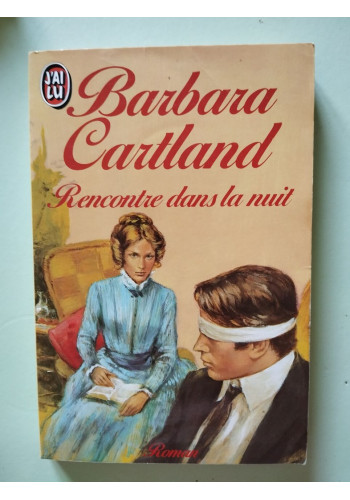 J'AI
LU
Barbara
Cartland
Rencontre dans la nuit
Roman